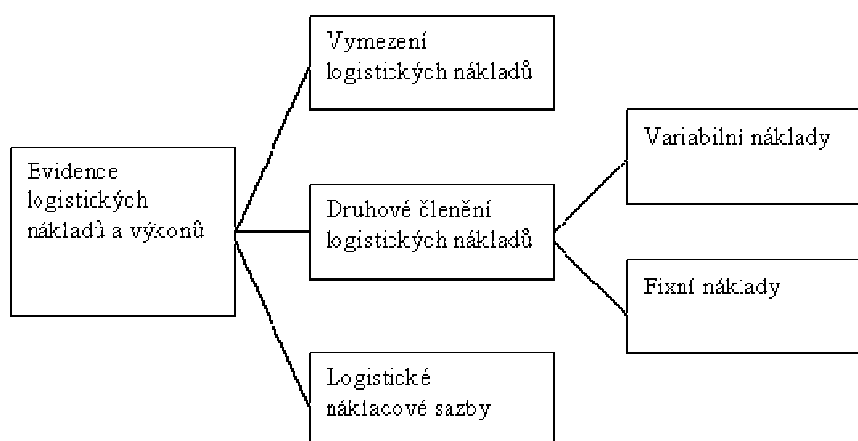 Vymezení
logistických nákladů
Evidence
logistických
nákladů a výkonů
Druhové členění
logistických nákladů
Variabilní náklady
Fixní náklady
Logistické
nákladové sazby